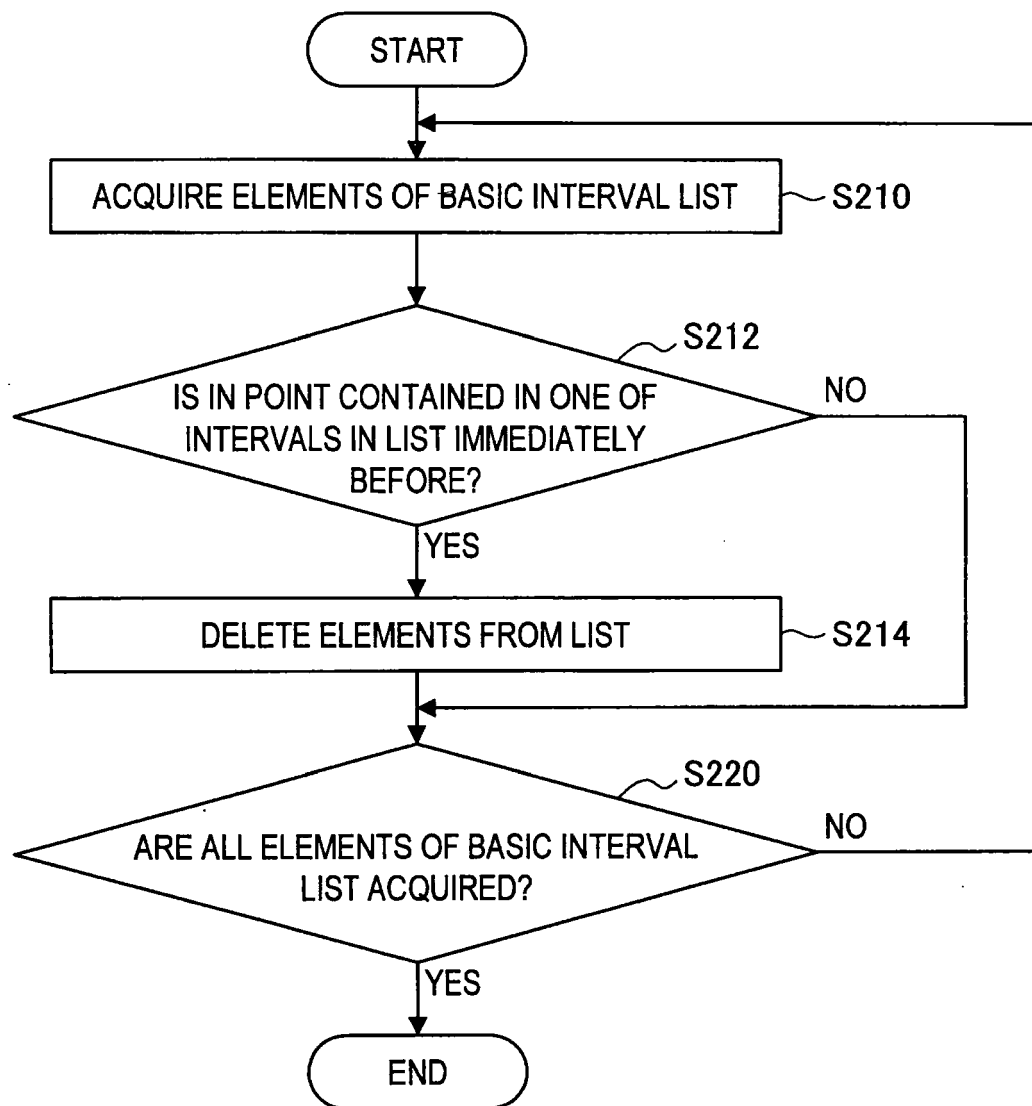 START
ACQUIRE ELEMENTS OF BASIC INTERVAL LIST
S210
S212
IS IN POINT CONTAINED IN ONE OF
INTERVALS IN LIST IMMEDIATELY
BEFORE?
NO
YES
DELETE ELEMENTS FROM LIST
S214
S220
ARE ALL ELEMENTS OF BASIC INTERVAL
LIST ACQUIRED?
NO
YES
END